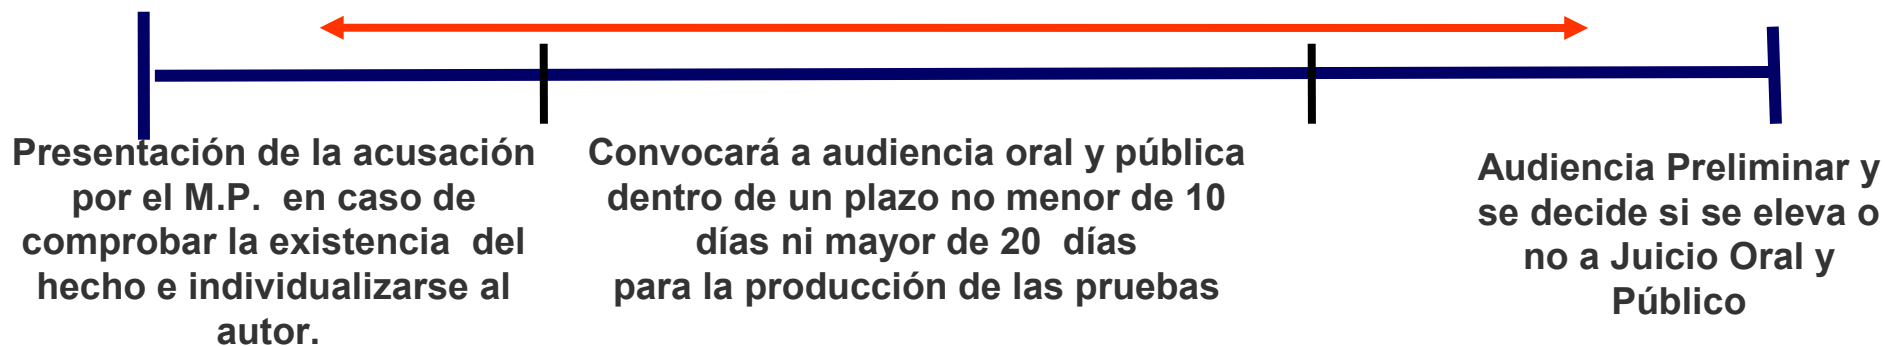 Presentación de la acusación
por el M.P. en caso de
comprobar la existencia del
hecho e individualizarse al
autor.
Convocará a audiencia oral y pública
dentro de un plazo no menor de 10
días ni mayor de 20 días
para la producción de las pruebas
Audiencia Preliminar y
se decide si se eleva o
no a Juicio Oral y
Público